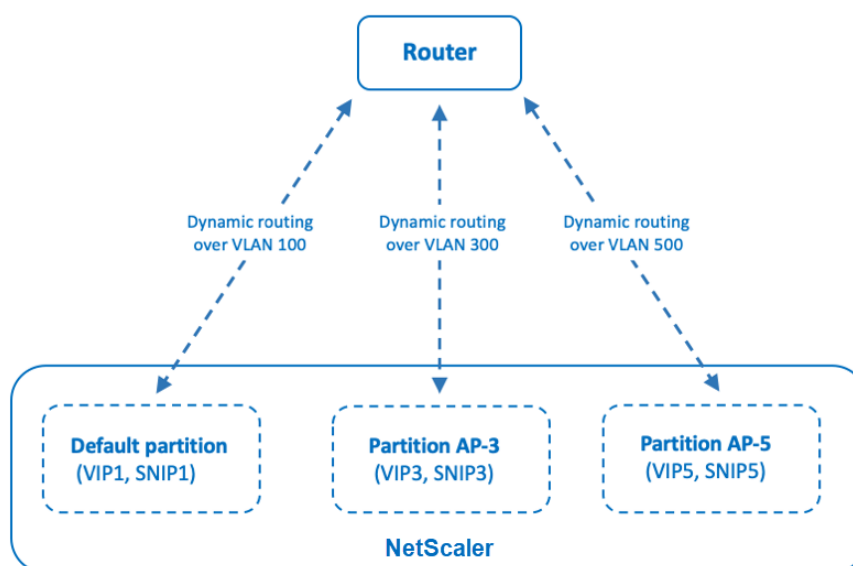 Router
Dynamic routing
over VLAN 100
Dynamic routing
over VLAN 300
Dynamic routing
over VLAN 500
Default partition
(VIP1, SNIP1)
Partition AP-3
(VIP3, SNIP3)
Partition AP-5
(VIP5, SNIP5)
NetScaler